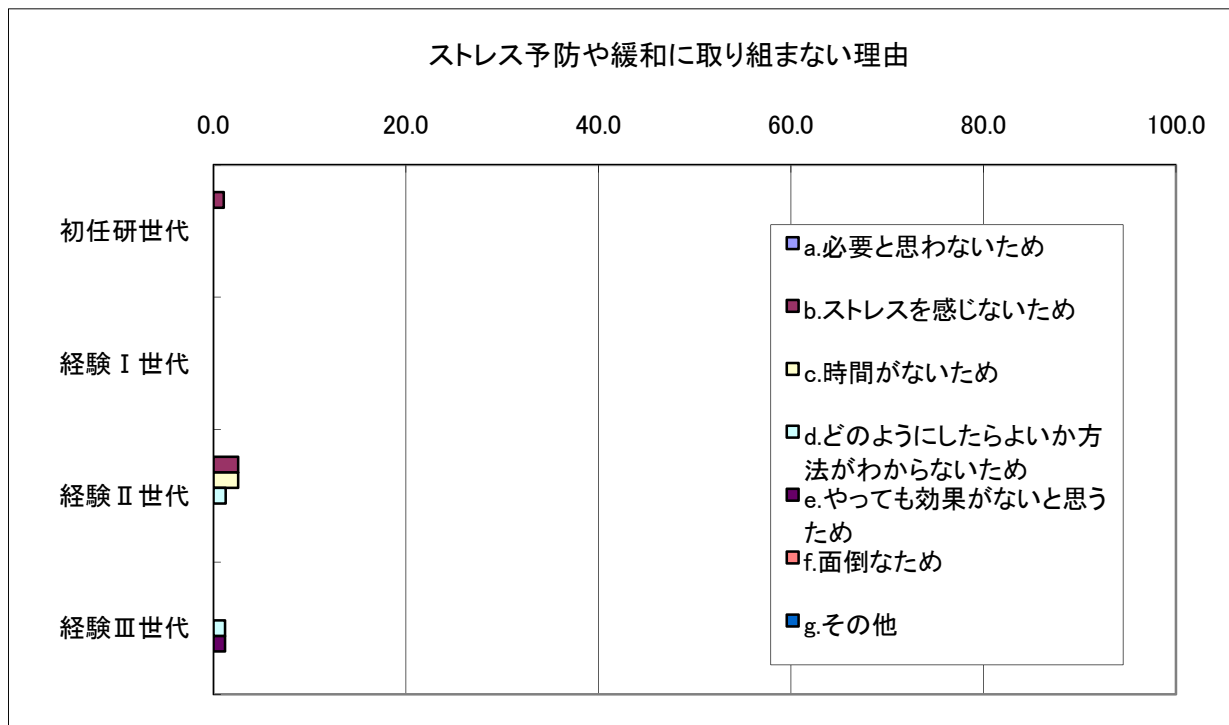 ストレス予防や緩和に取り組まない理由
0.0 20.0 40.0 60.0 80.0 100.0
初任研世代
経験Ⅰ世代
経験Ⅱ世代
経験Ⅲ世代
a.必要と思わないため
b.ストレスを感じないため
c.時間がないため
d.どのようにしたらよいか方
法がわからないため
e.やっても効果がないと思う
ため
f.面倒なため
g.その他